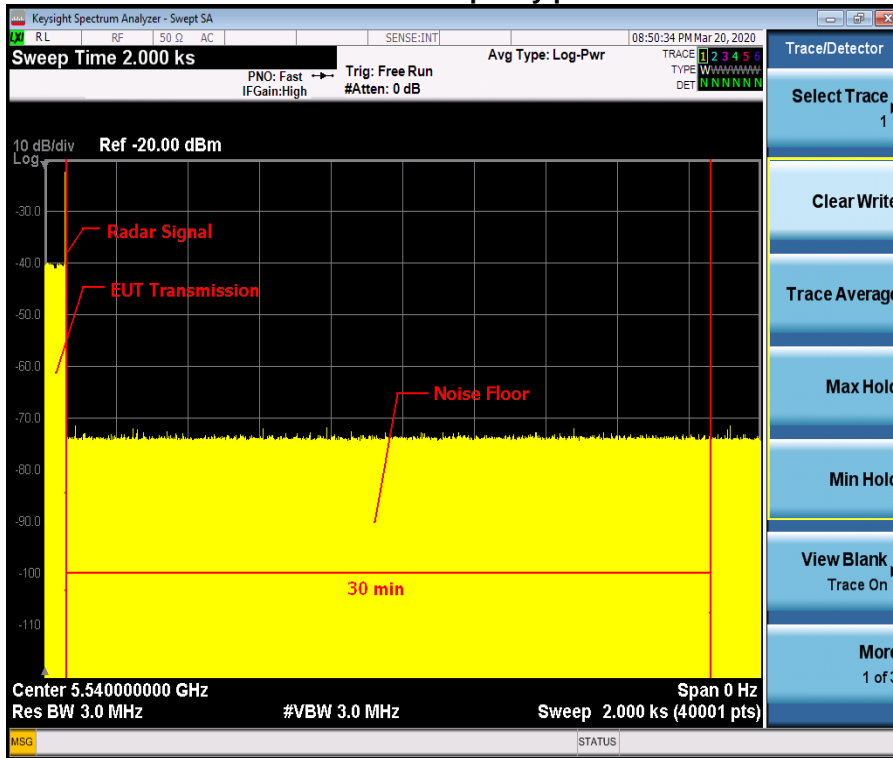 Keysight Spectrum Analyzer - Swept SA
LXI RL RF 50 Ω AC SENSE:INT 08:50:34 PM Mar 20, 2020
Sweep Time 2.000 ks
Avg Type: Log-Pwr
TRACE 1 2 3 4 5 6
TYPE WWWWWW
DET N N N N N N
PNO: Fast
IFGain:High
Trig: Free Run
#Atten: 0 dB
Trace/Detector
Select Trace
1
10 dB/div Ref -20.00 dBm
Log
Clear Write
-30.0
Radar Signal
-40.0
EUT Transmission
Trace Average
-50.0
-60.0
Max Hold
Noise Floor
-70.0
-80.0
Min Hold
-90.0
View Blank
Trace On
-100
30 min
-110
More
1 of 3
Center 5.540000000 GHz
Span 0 Hz
Res BW 3.0 MHz
#VBW 3.0 MHz
Sweep 2.000 ks (40001 pts)
MSG
STATUS